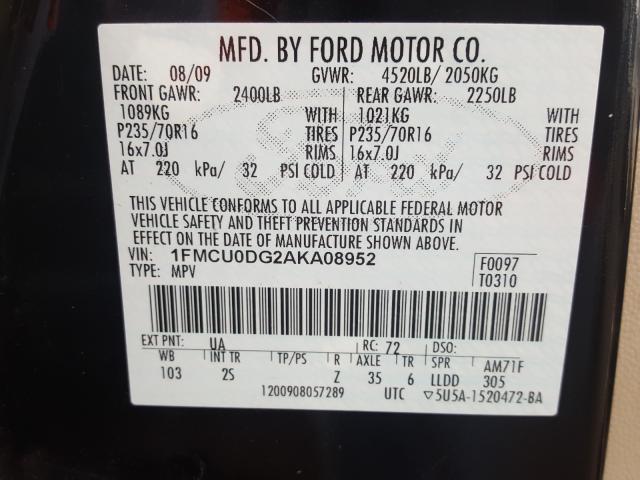 MFD. BY FORD MOTOR CO.
DATE: 08/09 GVWR: 4520LB/ 2050KG
FRONT GAWR: 2400LB REAR GAWR: 2250LB
1089KG WITH 1021KG WITH
P235/70R16 TIRES P235/70R16 TIRES
16x7.0J RIMS 16x7.0J RIMS
AT 220 kPa/ 32 PSI COLD AT 220 kPa/ 32 PSI COLD
THIS VEHICLE CONFORMS TO ALL APPLICABLE FEDERAL MOTOR
VEHICLE SAFETY AND THEFT PREVENTION STANDARDS IN
EFFECT ON THE DATE OF MANUFACTURE SHOWN ABOVE.
VIN: 1FMCU0DG2AKA08952 F0097
TYPE: MPV T0310
EXT PNT: UA RC: 72 DSO:
WB INT TR TP/PS R AXLE TR SPR AM71F
103 2S Z 35 6 LLDD 305
1200908057289 UTC ▽5U5A-1520472-BA